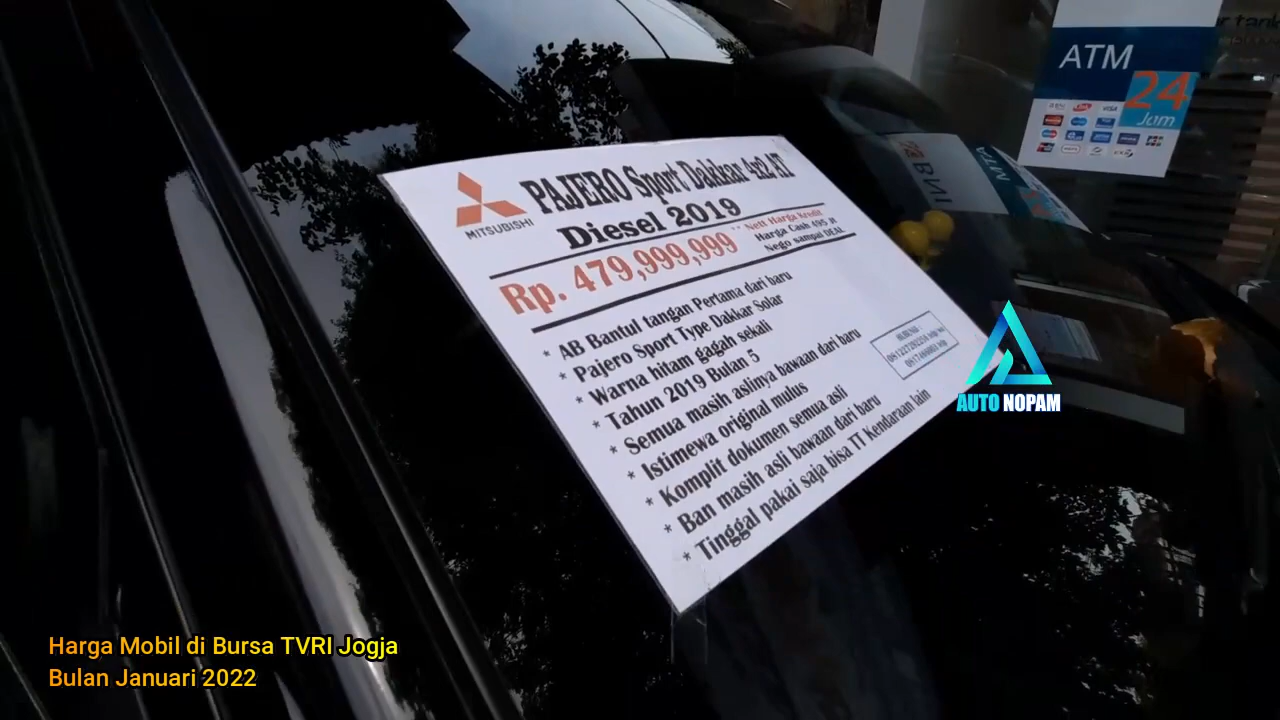 ATM
24
Jam
VISA
BNI
MTA
MITSUBISHI
PAJERO Sport Dakkar 4x2 AT
Diesel 2019
Rp. 479,999,999
Nett Harga Kredit
Harga Cash 495 Jt
Nego sampai DEAL
* AB Bantul tangan Pertama dari baru
* Pajero Sport Type Dakkar Solar
* Warna hitam gagah sekali
* Tahun 2019 Bulan 5
* Semua masih aslinya bawaan dari baru
* Istimewa original mulus
* Komplit dokumen semua asli
* Ban masih asli bawaan dari baru
* Tinggal pakai saja bisa TT Kendaraan lain
AUTO NOPAM
Harga Mobil di Bursa TVRI Jogja
Bulan Januari 2022